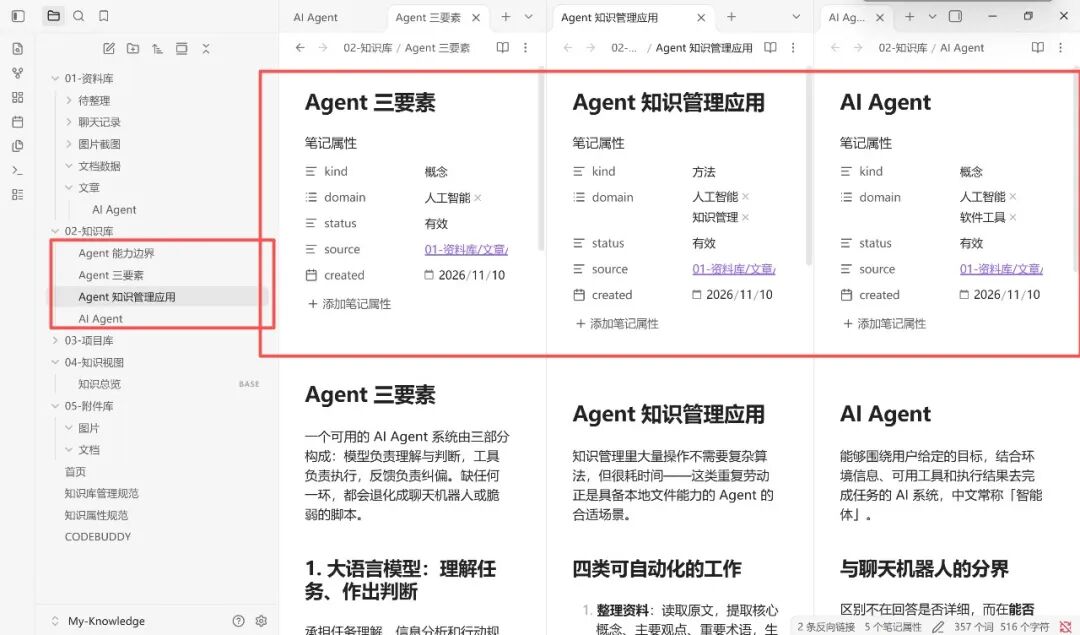 AI Agent
Agent 三要素
Agent 知识管理应用
AI Ag...
02-知识库 / Agent 三要素
02-... / Agent 知识管理应用
02-知识库 / AI Agent
01-资料库
待整理
聊天记录
图片截图
文档数据
文章
AI Agent
02-知识库
Agent 能力边界
Agent 三要素
Agent 知识管理应用
AI Agent
03-项目库
04-知识视图
知识总览 BASE
05-附件库
图片
文档
首页
知识库管理规范
知识属性规范
CODEBUDDY
My-Knowledge
Agent 三要素
笔记属性
kind 概念
domain 人工智能
status 有效
source 01-资料库/文章/
created 2026/11/10
添加笔记属性
Agent 三要素
一个可用的 AI Agent 系统由三部分
构成：模型负责理解与判断，工具
负责执行，反馈负责纠偏。缺任何
一环，都会退化成聊天机器人或脆
弱的脚本。
1. 大语言模型：理解任
务、作出判断
承担任务理解、信息分析和行动规
Agent 知识管理应用
笔记属性
kind 方法
domain 人工智能
知识管理
status 有效
source 01-资料库/文章/
created 2026/11/10
添加笔记属性
Agent 知识管理应用
知识管理里大量操作不需要复杂算
法，但很耗时间——这类重复劳动
正是具备本地文件能力的 Agent 的
合适场景。
四类可自动化的工作
1. 整理资料：读取原文，提取核心
概念、主要观点、重要术语，生
AI Agent
笔记属性
kind 概念
domain 人工智能
软件工具
status 有效
source 01-资料库/文章/
created 2026/11/10
添加笔记属性
AI Agent
能够围绕用户给定的目标，结合环
境信息、可用工具和执行结果去完
成任务的 AI 系统，中文常称「智能
体」。
与聊天机器人的分界
区别不在回答是否详细，而在能否
2 条反向链接 5 个笔记属性 357 个词 516 个字符